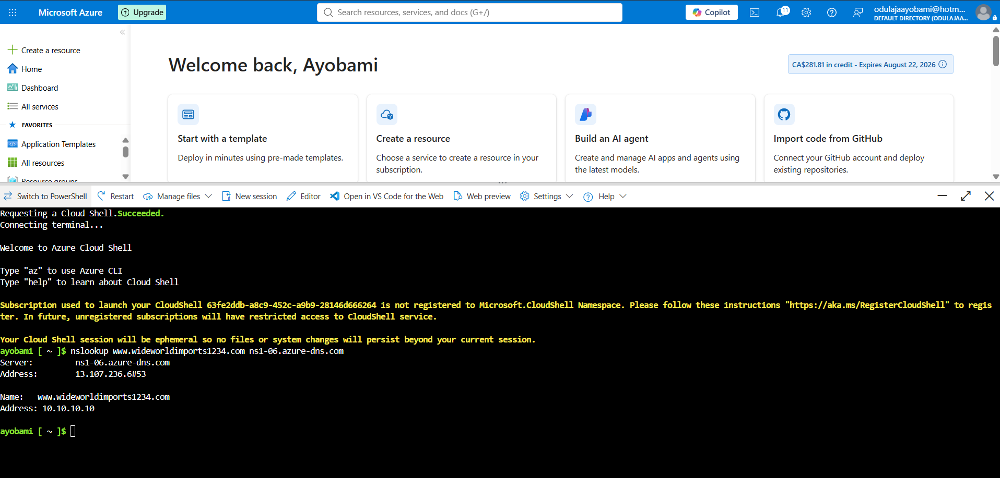 Microsoft Azure
Upgrade
Search resources, services, and docs (G+/)
Copilot
11
odulajaayobami@hotm...
DEFAULT DIRECTORY (ODULAJAA...
Create a resource
Home
Dashboard
All services
FAVORITES
Application Templates
All resources
Resource groups
Welcome back, Ayobami
CA$281.81 in credit - Expires August 22, 2026
Start with a template
Deploy in minutes using pre-made templates.
Create a resource
Choose a service to create a resource in your
subscription.
Build an AI agent
Create and manage AI apps and agents using
the latest models.
Import code from GitHub
Connect your GitHub account and deploy
existing repositories.
Switch to PowerShell
Restart
Manage files
New session
Editor
Open in VS Code for the Web
Web preview
Settings
Help
Requesting a Cloud Shell.Succeeded.
Connecting terminal...
Welcome to Azure Cloud Shell
Type "az" to use Azure CLI
Type "help" to learn about Cloud Shell
Subscription used to launch your CloudShell 63fe2ddb-a8c9-452c-a9b9-28146d666264 is not registered to Microsoft.CloudShell Namespace. Please follow these instructions "https://aka.ms/RegisterCloudShell" to regis
ter. In future, unregistered subscriptions will have restricted access to CloudShell service.
Your Cloud Shell session will be ephemeral so no files or system changes will persist beyond your current session.
ayobami [ ~ ]$ nslookup www.wideworldimports1234.com ns1-06.azure-dns.com
Server: ns1-06.azure-dns.com
Address: 13.107.236.6#53
Name: www.wideworldimports1234.com
Address: 10.10.10.10
ayobami [ ~ ]$